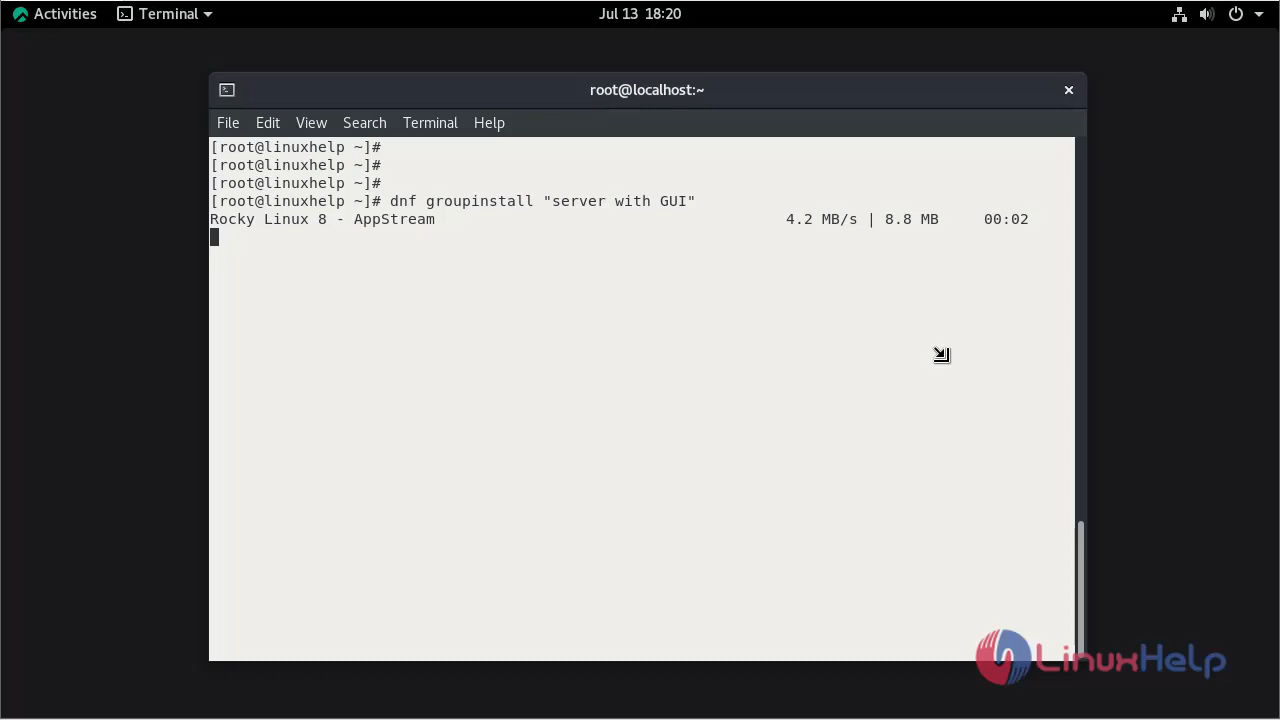 Activities Terminal Jul 13 18:20
root@localhost:~
File Edit View Search Terminal Help
[root@linuxhelp ~]#
[root@linuxhelp ~]#
[root@linuxhelp ~]#
[root@linuxhelp ~]# dnf groupinstall "server with GUI"
Rocky Linux 8 - AppStream 4.2 MB/s | 8.8 MB 00:02
LinuxHelp